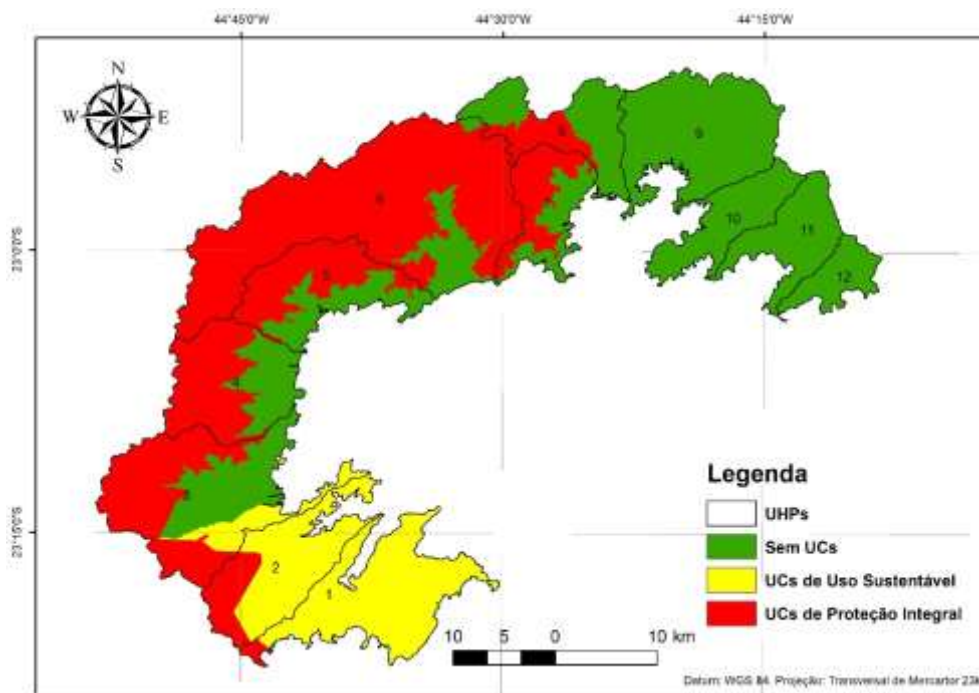 44°45'0"W 44°30'0"W 44°15'0"W
N
W E
S
9
10
11
12
23°0'0"S
23°15'0"S
2
1
Legenda
UHPs
Sem UCs
UCs de Uso Sustentável
UCs de Proteção Integral
10 5 0 10 km
Datum: WGS 84. Projeção: Transversal de Mercartor 23S